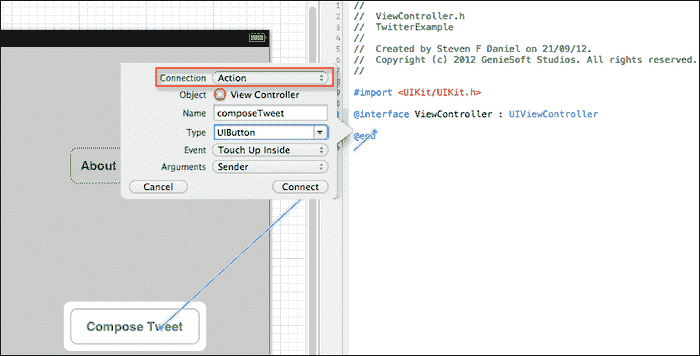 Connection Action
Object View Controller
Name composeTweet
Type UIButton
Event Touch Up Inside
Arguments Sender
Cancel Connect
About
Compose Tweet
//
// ViewController.h
// TwitterExample
//
// Created by Steven F Daniel on 21/09/12.
// Copyright (c) 2012 GenieSoft Studios. All rights reserved.
//
#import <UIKit/UIKit.h>
@interface ViewController : UIViewController
@end